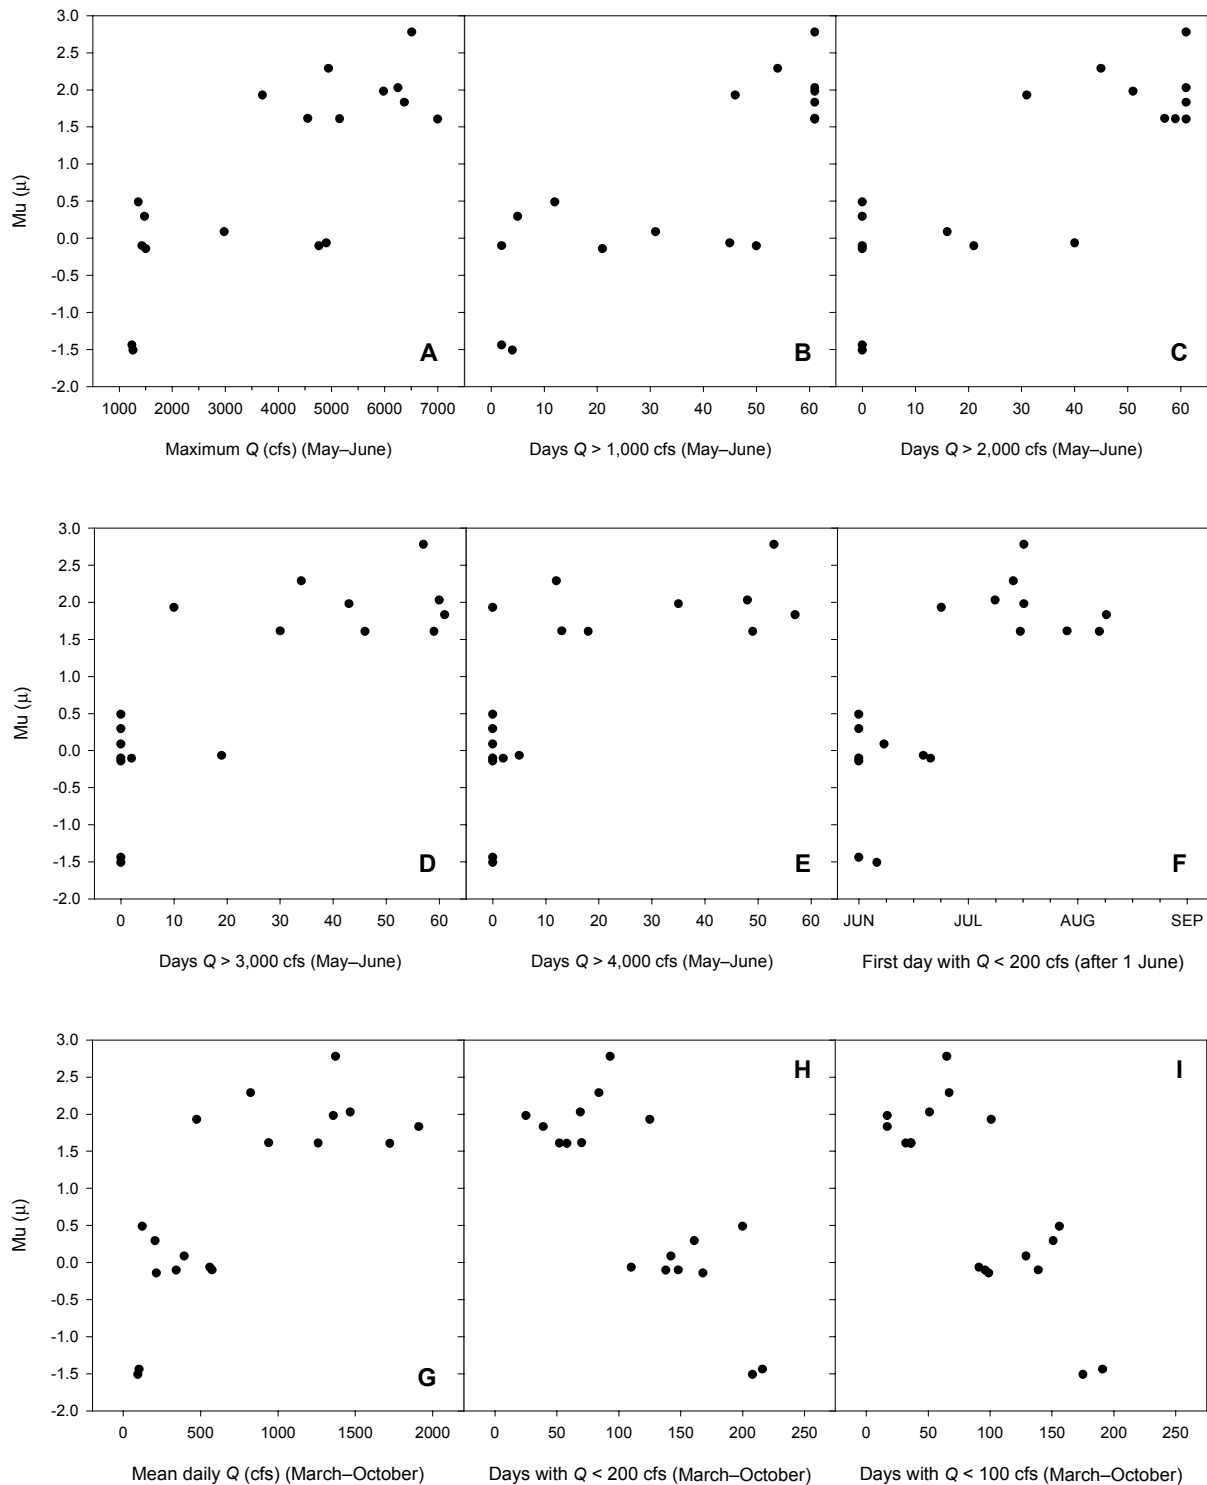 3.0
2.5
2.0
1.5
1.0
0.5
0.0
-0.5
-1.0
-1.5
-2.0
Mu (μ)
A
B
C
1000 2000 3000 4000 5000 6000 7000
0 10 20 30 40 50 60
0 10 20 30 40 50 60
Maximum Q (cfs) (May–June)
Days Q > 1,000 cfs (May–June)
Days Q > 2,000 cfs (May–June)
3.0
2.5
2.0
1.5
1.0
0.5
0.0
-0.5
-1.0
-1.5
-2.0
Mu (μ)
D
E
F
0 10 20 30 40 50 60
0 10 20 30 40 50 60
JUN JUL AUG SEP
Days Q > 3,000 cfs (May–June)
Days Q > 4,000 cfs (May–June)
First day with Q < 200 cfs (after 1 June)
3.0
2.5
2.0
1.5
1.0
0.5
0.0
-0.5
-1.0
-1.5
-2.0
Mu (μ)
G
H
I
0 500 1000 1500 2000
0 50 100 150 200 250
0 50 100 150 200 250
Mean daily Q (cfs) (March–October)
Days with Q < 200 cfs (March–October)
Days with Q < 100 cfs (March–October)